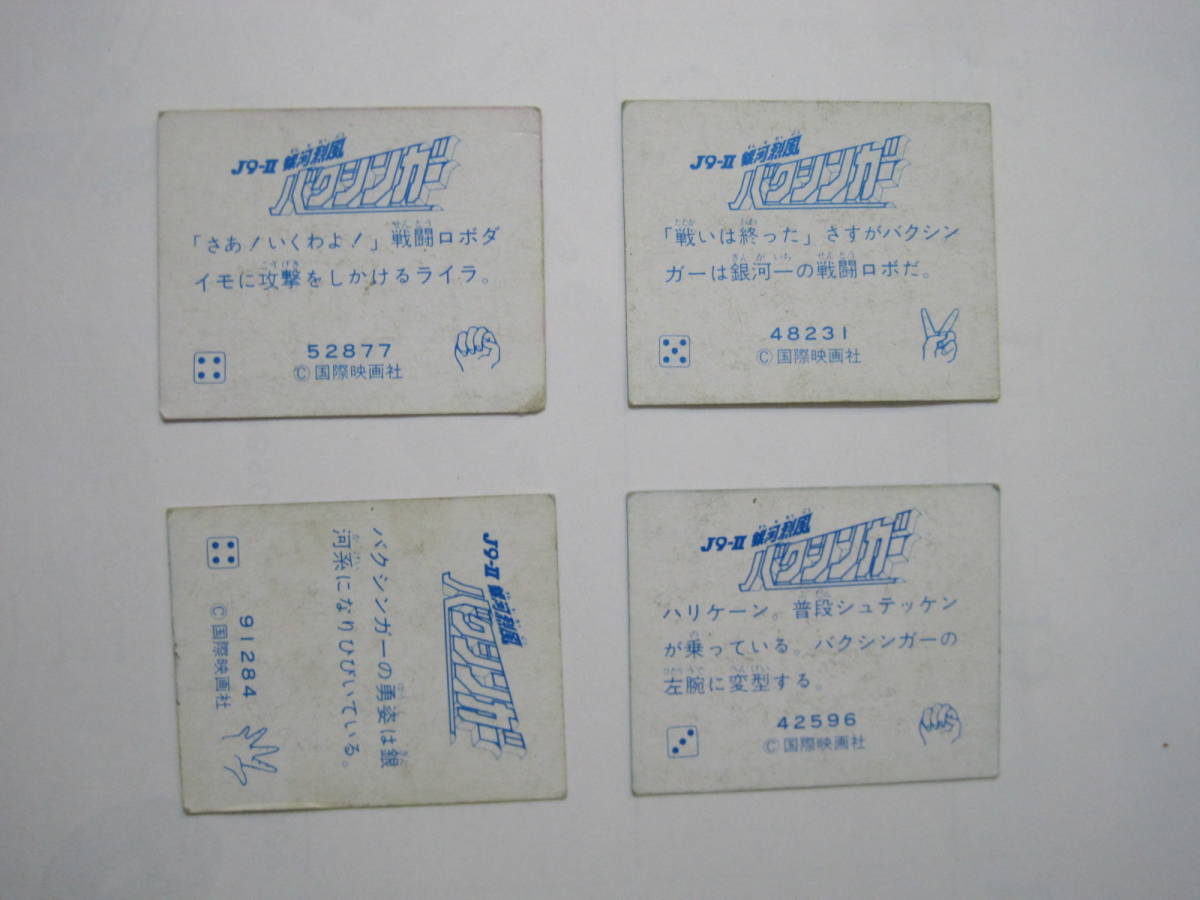 J9-II 銀河烈風
バクシンガー
「さあ!いくわよ!」戦闘ロボダ
イモに攻撃をしかけるライラ。
52877
©国際映画社
J9-II 銀河烈風
バクシンガー
「戦いは終った」さすがバクシン
ガーは銀河一の戦闘ロボだ。
48231
©国際映画社
J9-II 銀河烈風
バクシンガー
バクシンガーの勇姿は銀
河系になりひびいている。
91284
©国際映画社
J9-II 銀河烈風
バクシンガー
ハリケーン。普段シュテッケン
が乗っている。バクシンガーの
左腕に変型する。
42596
©国際映画社